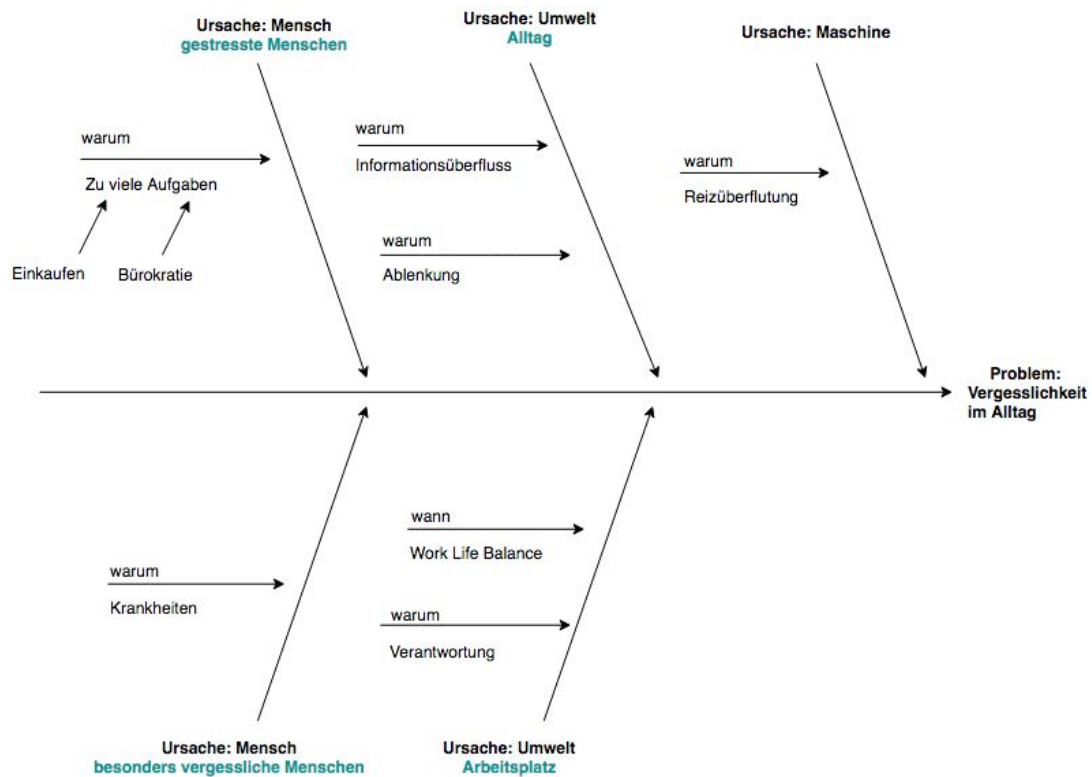 Ursache: Mensch
gestresste Menschen
Ursache: Umwelt
Alltag
Ursache: Maschine
warum
Zu viele Aufgaben
Einkaufen
Bürokratie
warum
Informationsüberfluss
warum
Ablenkung
warum
Reizüberflutung
Problem:
Vergesslichkeit
im Alltag
warum
Krankheiten
wann
Work Life Balance
warum
Verantwortung
Ursache: Mensch
besonders vergessliche Menschen
Ursache: Umwelt
Arbeitsplatz